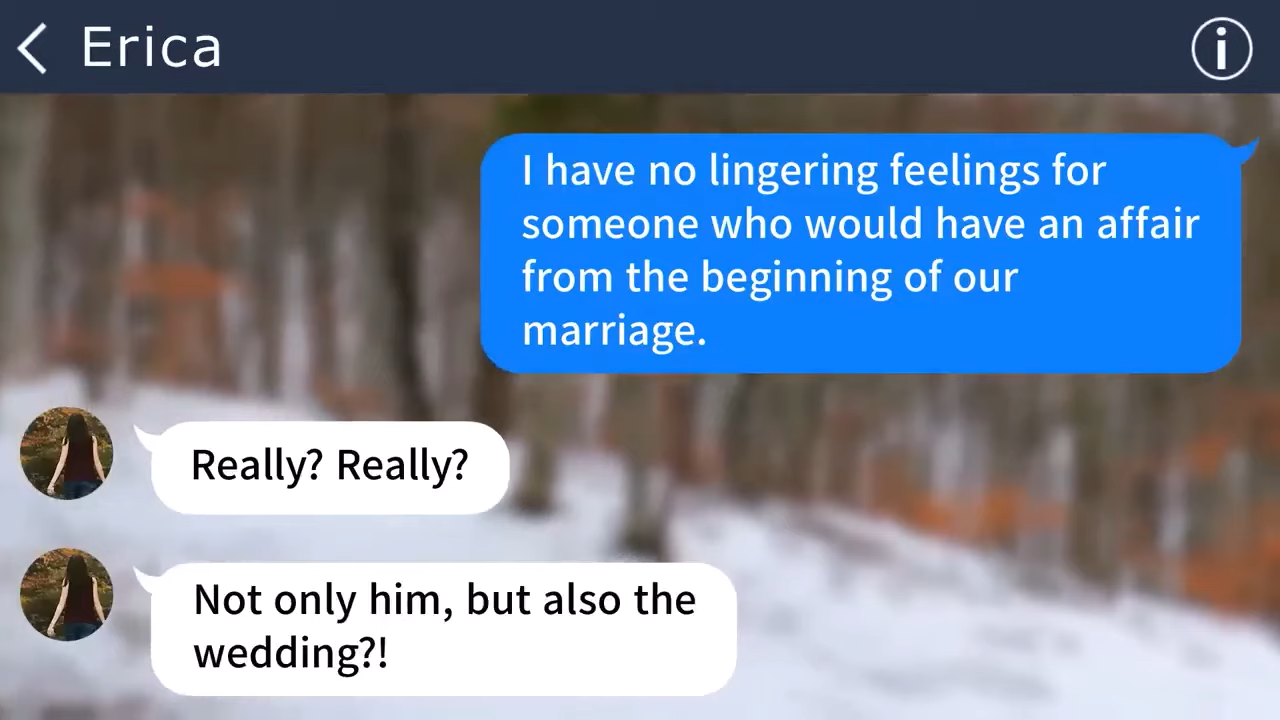 Erica
I have no lingering feelings for
someone who would have an affair
from the beginning of our
marriage.
Really? Really?
Not only him, but also the
wedding?!